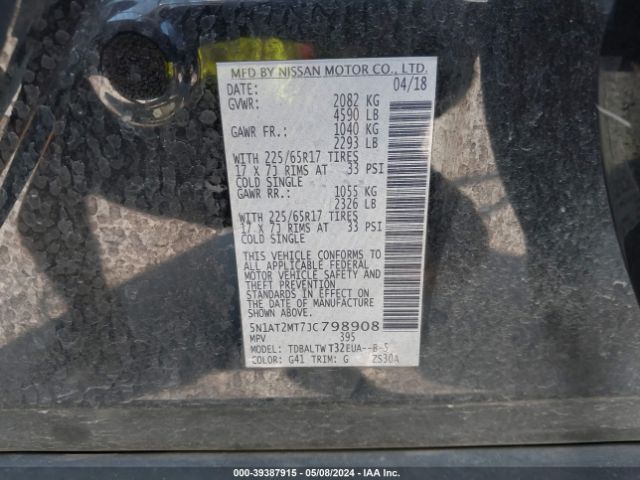 MFD BY NISSAN MOTOR CO., LTD.
DATE: 04/18
GVWR: 2082 KG
4590 LB
GAWR FR.: 1040 KG
2293 LB
WITH 225/65R17 TIRES
17 X 7J RIMS AT 33 PSI
COLD SINGLE
GAWR RR.: 1055 KG
2326 LB
WITH 225/65R17 TIRES
17 X 7J RIMS AT 33 PSI
COLD SINGLE
THIS VEHICLE CONFORMS TO
ALL APPLICABLE FEDERAL
MOTOR VEHICLE SAFETY AND
THEFT PREVENTION
STANDARDS IN EFFECT ON
THE DATE OF MANUFACTURE
SHOWN ABOVE.
5N1AT2MT7JC798908
MPV 395
MODEL: TDBALTWT32EUA--B-S
COLOR: G41 TRIM: G ZS30A
000-39387915 - 05/08/2024 - IAA Inc.